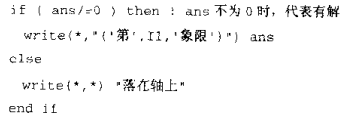 if ( ans/=0 ) then ! ans 不为 0 时，代表有解
write(*,"('第',I1,'象限')") ans
else
write(*,*) "落在轴上"
end if